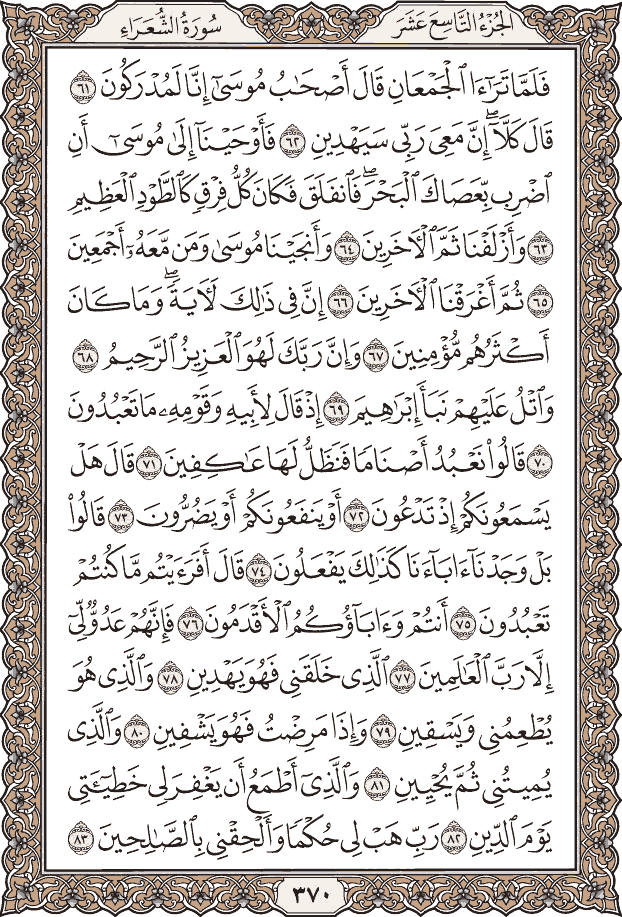 الجُزْءُ التَّاسِعَ عَشَرَ
سُورَةُ الشُّعَرَاءِ
فَلَمَّا تَرَٰٓءَا ٱلْجَمْعَانِ قَالَ أَصْحَٰبُ مُوسَىٰٓ إِنَّا لَمُدْرَكُونَ ٦١
قَالَ كَلَّآۖ إِنَّ مَعِىَ رَبِّى سَيَهْدِينِ ٦٢ فَأَوْحَيْنَآ إِلَىٰ مُوسَىٰٓ أَنِ
ٱضْرِب بِّعَصَاكَ ٱلْبَحْرَۖ فَٱنفَلَقَ فَكَانَ كُلُّ فِرْقٍ كَٱلطَّوْدِ ٱلْعَظِيمِ
٦٣ وَأَزْلَفْنَا ثَمَّ ٱلْءَاخَرِينَ ٦٤ وَأَنجَيْنَا مُوسَىٰ وَمَن مَّعَهُۥٓ أَجْمَعِينَ
٦٥ ثُمَّ أَغْرَقْنَا ٱلْءَاخَرِينَ ٦٦ إِنَّ فِى ذَٰلِكَ لَءَايَةًۖ وَمَا كَانَ
أَكْثَرُهُم مُّؤْمِنِينَ ٦٧ وَإِنَّ رَبَّكَ لَهُوَ ٱلْعَزِيزُ ٱلرَّحِيمُ ٦٨
وَٱتْلُ عَلَيْهِمْ نَبَأَ إِبْرَٰهِيمَ ٦٩ إِذْ قَالَ لِأَبِيهِ وَقَوْمِهِۦ مَا تَعْبُدُونَ
٧٠ قَالُوا۟ نَعْبُدُ أَصْنَامًا فَنَظَلُّ لَهَا عَٰكِفِينَ ٧١ قَالَ هَلْ
يَسْمَعُونَكُمْ إِذْ تَدْعُونَ ٧٢ أَوْ يَنفَعُونَكُمْ أَوْ يَضُرُّونَ ٧٣ قَالُوا۟
بَلْ وَجَدْنَآ ءَابَآءَنَا كَذَٰلِكَ يَفْعَلُونَ ٧٤ قَالَ أَفَرَءَيْتُم مَّا كُنتُمْ
تَعْبُدُونَ ٧٥ أَنتُمْ وَءَابَآؤُكُمُ ٱلْأَقْدَمُونَ ٧٦ فَإِنَّهُمْ عَدُوٌّ لِّىٓ
إِلَّا رَبَّ ٱلْعَٰلَمِينَ ٧٧ ٱلَّذِى خَلَقَنِى فَهُوَ يَهْدِينِ ٧٨ وَٱلَّذِى هُوَ
يُطْعِمُنِى وَيَسْقِينِ ٧٩ وَإِذَا مَرِضْتُ فَهُوَ يَشْفِينِ ٨٠ وَٱلَّذِى
يُمِيتُنِى ثُمَّ يُحْيِينِ ٨١ وَٱلَّذِىٓ أَطْمَعُ أَن يَغْفِرَ لِى خَطِيٓـَٔتِى
يَوْمَ ٱلدِّينِ ٨٢ رَبِّ هَبْ لِى حُكْمًا وَأَلْحِقْنِى بِٱلصَّٰلِحِينَ ٨٣
٣٧٠